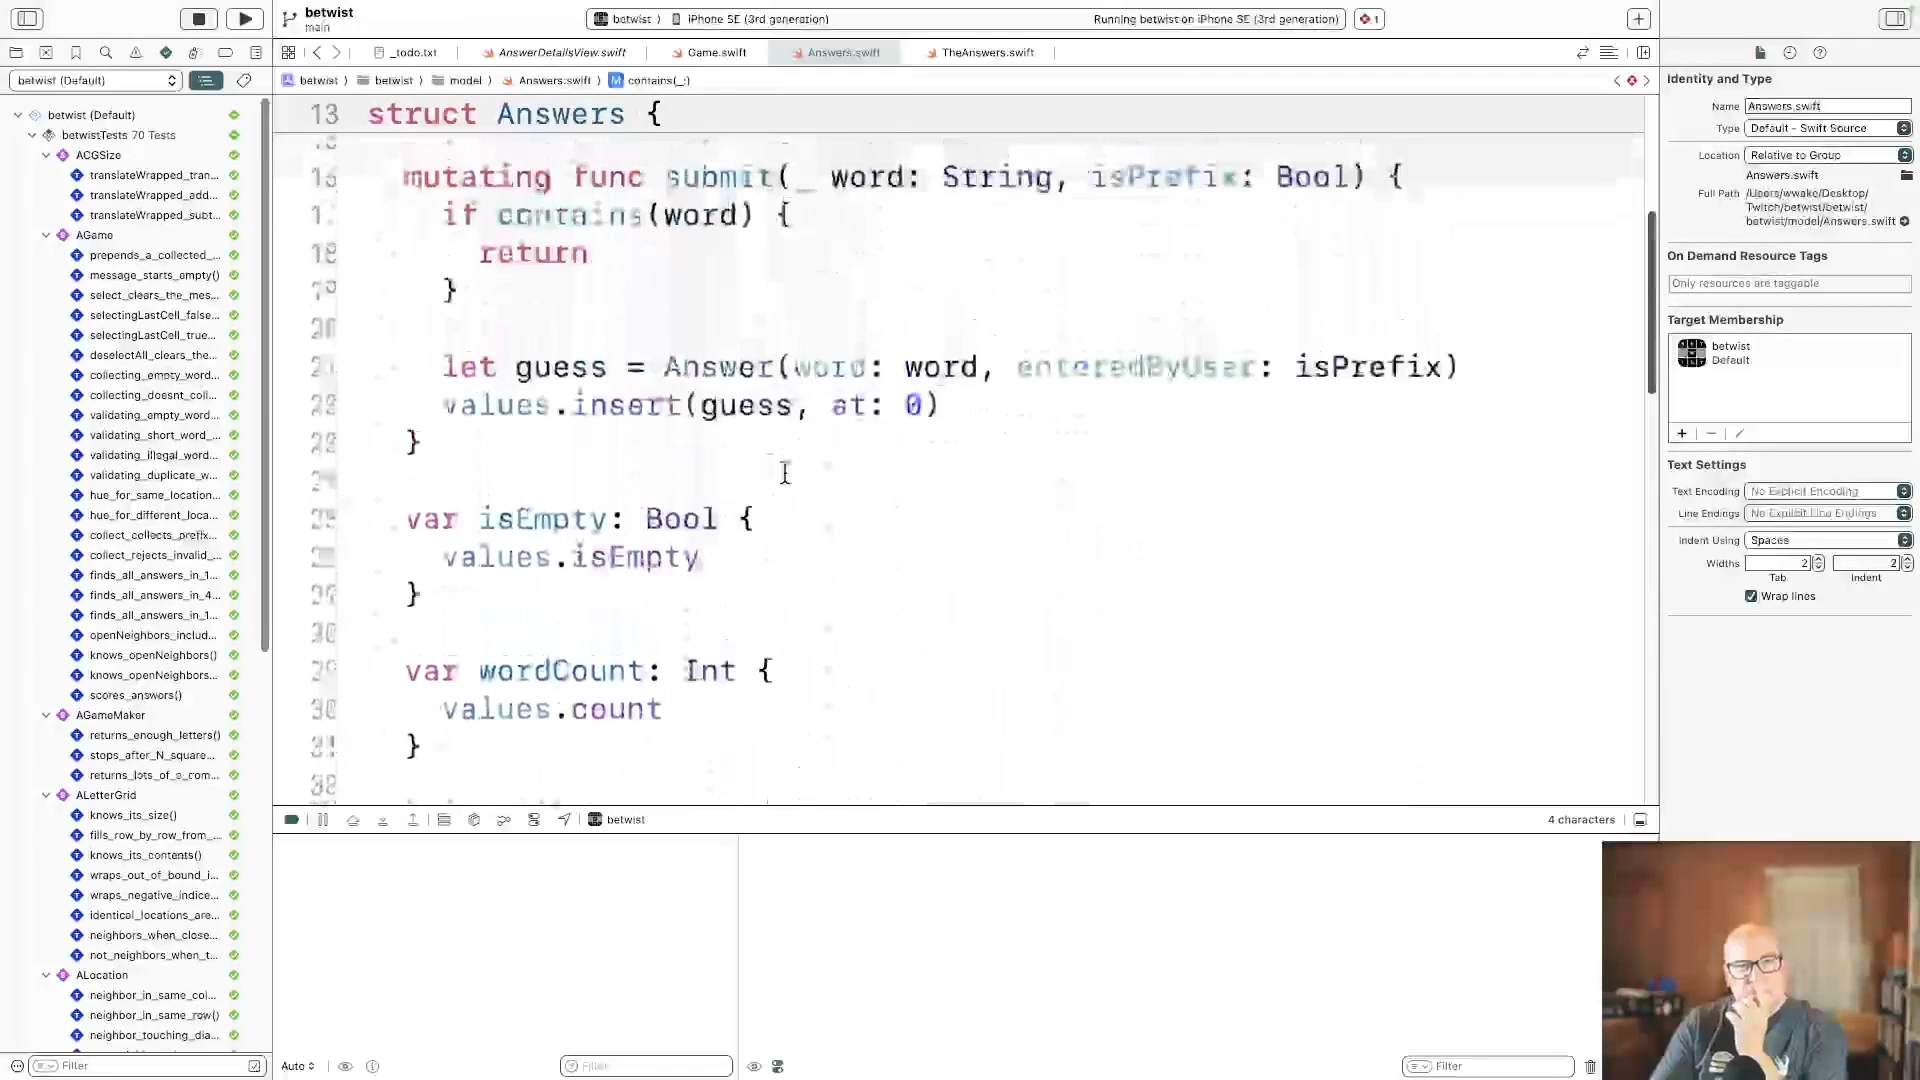 betwist
main
betwist
iPhone SE (3rd generation)
Running betwist on iPhone SE (3rd generation)
1
_todo.txt
AnswerDetailsView.swift
Game.swift
Answers.swift
TheAnswers.swift
betwist (Default)
betwist
betwist
model
Answers.swift
M
contains(_:)
betwist (Default)
betwistTests 70 Tests
ACGSize
translateWrapped_tran...
translateWrapped_add...
translateWrapped_subt...
AGame
prepends_a_collected_...
message_starts_empty()
select_clears_the_mes...
selectingLastCell_false...
selectingLastCell_true...
deselectAll_clears_the...
collecting_empty_word...
collecting_doesnt_coll...
validating_empty_word...
validating_short_word_...
validating_illegal_word...
validating_duplicate_w...
hue_for_same_location...
hue_for_different_loca...
collect_collects_prefix...
collect_rejects_invalid_...
finds_all_answers_in_1...
finds_all_answers_in_4...
finds_all_answers_in_1...
openNeighbors_includ...
knows_openNeighbors()
knows_openNeighbors...
scores_answers()
AGameMaker
returns_enough_letters()
stops_after_N_square...
returns_lots_of_e_com...
ALetterGrid
knows_its_size()
fills_row_by_row_from_...
knows_its_contents()
wraps_out_of_bound_i...
wraps_negative_indice...
identical_locations_are...
neighbors_when_close...
not_neighbors_when_t...
ALocation
neighbor_in_same_col...
neighbor_in_same_row()
neighbor_touching_dia...
Filter
13 struct Answers {
mutating func submit(_ word: String, isPrefix: Bool) {
if contains(word) {
18 return
}
let guess = Answer(word: word, enteredByUser: isPrefix)
values.insert(guess, at: 0)
}
var isEmpty: Bool {
values.isEmpty
}
var wordCount: Int {
30 values.count
}
betwist
4 characters
Auto
Filter
Filter
Identity and Type
Name Answers.swift
Type Default - Swift Source
Location Relative to Group
Answers.swift
Full Path /Users/wwake/Desktop/
Twitch/betwist/betwist/
betwist/model/Answers.swift
On Demand Resource Tags
Only resources are taggable
Target Membership
betwist
Default
Text Settings
Text Encoding No Explicit Encoding
Line Endings No Explicit Line Endings
Indent Using Spaces
Widths 2 2
Tab Indent
Wrap lines